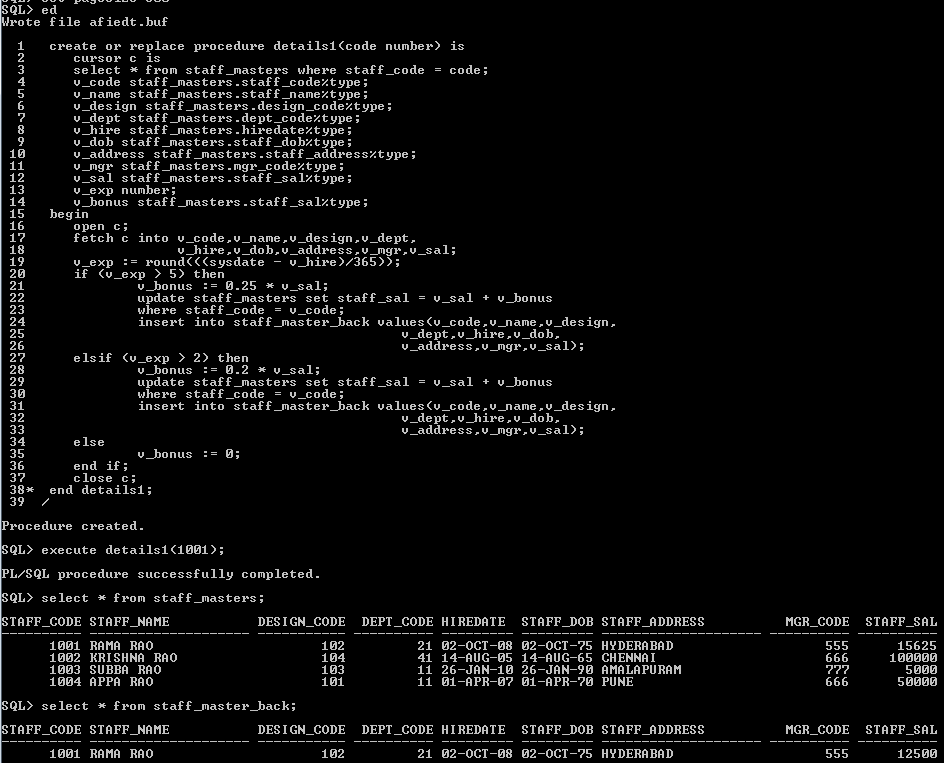 SQL> ed
Wrote file afiedt.buf
1 create or replace procedure details1(code number) is
2 cursor c is
3 select * from staff_masters where staff_code = code;
4 v_code staff_masters.staff_code%type;
5 v_name staff_masters.staff_name%type;
6 v_design staff_masters.design_code%type;
7 v_dept staff_masters.dept_code%type;
8 v_hire staff_masters.hiredate%type;
9 v_dob staff_masters.staff_dob%type;
10 v_address staff_masters.staff_address%type;
11 v_mgr staff_masters.mgr_code%type;
12 v_sal staff_masters.staff_sal%type;
13 v_exp number;
14 v_bonus staff_masters.staff_sal%type;
15 begin
16 open c;
17 fetch c into v_code,v_name,v_design,v_dept,
18 v_hire,v_dob,v_address,v_mgr,v_sal;
19 v_exp := round(((sysdate - v_hire)/365));
20 if (v_exp > 5) then
21 v_bonus := 0.25 * v_sal;
22 update staff_masters set staff_sal = v_sal + v_bonus
23 where staff_code = v_code;
24 insert into staff_master_back values(v_code,v_name,v_design,
25 v_dept,v_hire,v_dob,
26 v_address,v_mgr,v_sal);
27 elsif (v_exp > 2) then
28 v_bonus := 0.2 * v_sal;
29 update staff_masters set staff_sal = v_sal + v_bonus
30 where staff_code = v_code;
31 insert into staff_master_back values(v_code,v_name,v_design,
32 v_dept,v_hire,v_dob,
33 v_address,v_mgr,v_sal);
34 else
35 v_bonus := 0;
36 end if;
37 close c;
38* end details1;
39 /
Procedure created.
SQL> execute details1(1001);
PL/SQL procedure successfully completed.
SQL> select * from staff_masters;
STAFF_CODE STAFF_NAME DESIGN_CODE DEPT_CODE HIREDATE STAFF_DOB STAFF_ADDRESS MGR_CODE STAFF_SAL
1001 RAMA RAO 102 21 02-OCT-08 02-OCT-75 HYDERABAD 555 15625
1002 KRISHNA RAO 104 41 14-AUG-05 14-AUG-65 CHENNAI 666 100000
1003 SUBBA RAO 103 11 26-JAN-10 26-JAN-90 AMALAPURAM 777 5000
1004 APPA RAO 101 11 01-APR-07 01-APR-70 PUNE 666 50000
SQL> select * from staff_master_back;
STAFF_CODE STAFF_NAME DESIGN_CODE DEPT_CODE HIREDATE STAFF_DOB STAFF_ADDRESS MGR_CODE STAFF_SAL
1001 RAMA RAO 102 21 02-OCT-08 02-OCT-75 HYDERABAD 555 12500